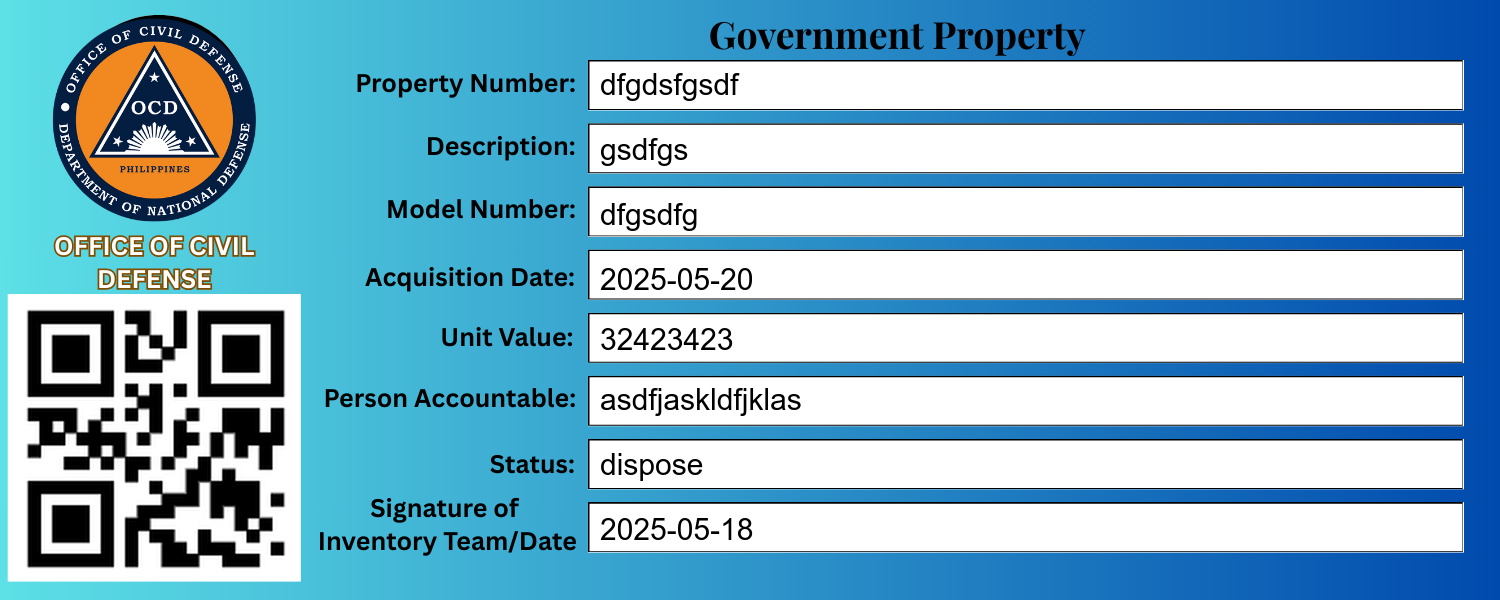 OFFICE OF CIVIL DEFENSE
DEPARTMENT OF NATIONAL DEFENSE
OCD
PHILIPPINES
OFFICE OF CIVIL
DEFENSE
Government Property
Property Number: dfgdsfgsdf
Description: gsdfgs
Model Number: dfgsdfg
Acquisition Date: 2025-05-20
Unit Value: 32423423
Person Accountable: asdfjaskldfjklas
Status: dispose
Signature of
Inventory Team/Date 2025-05-18